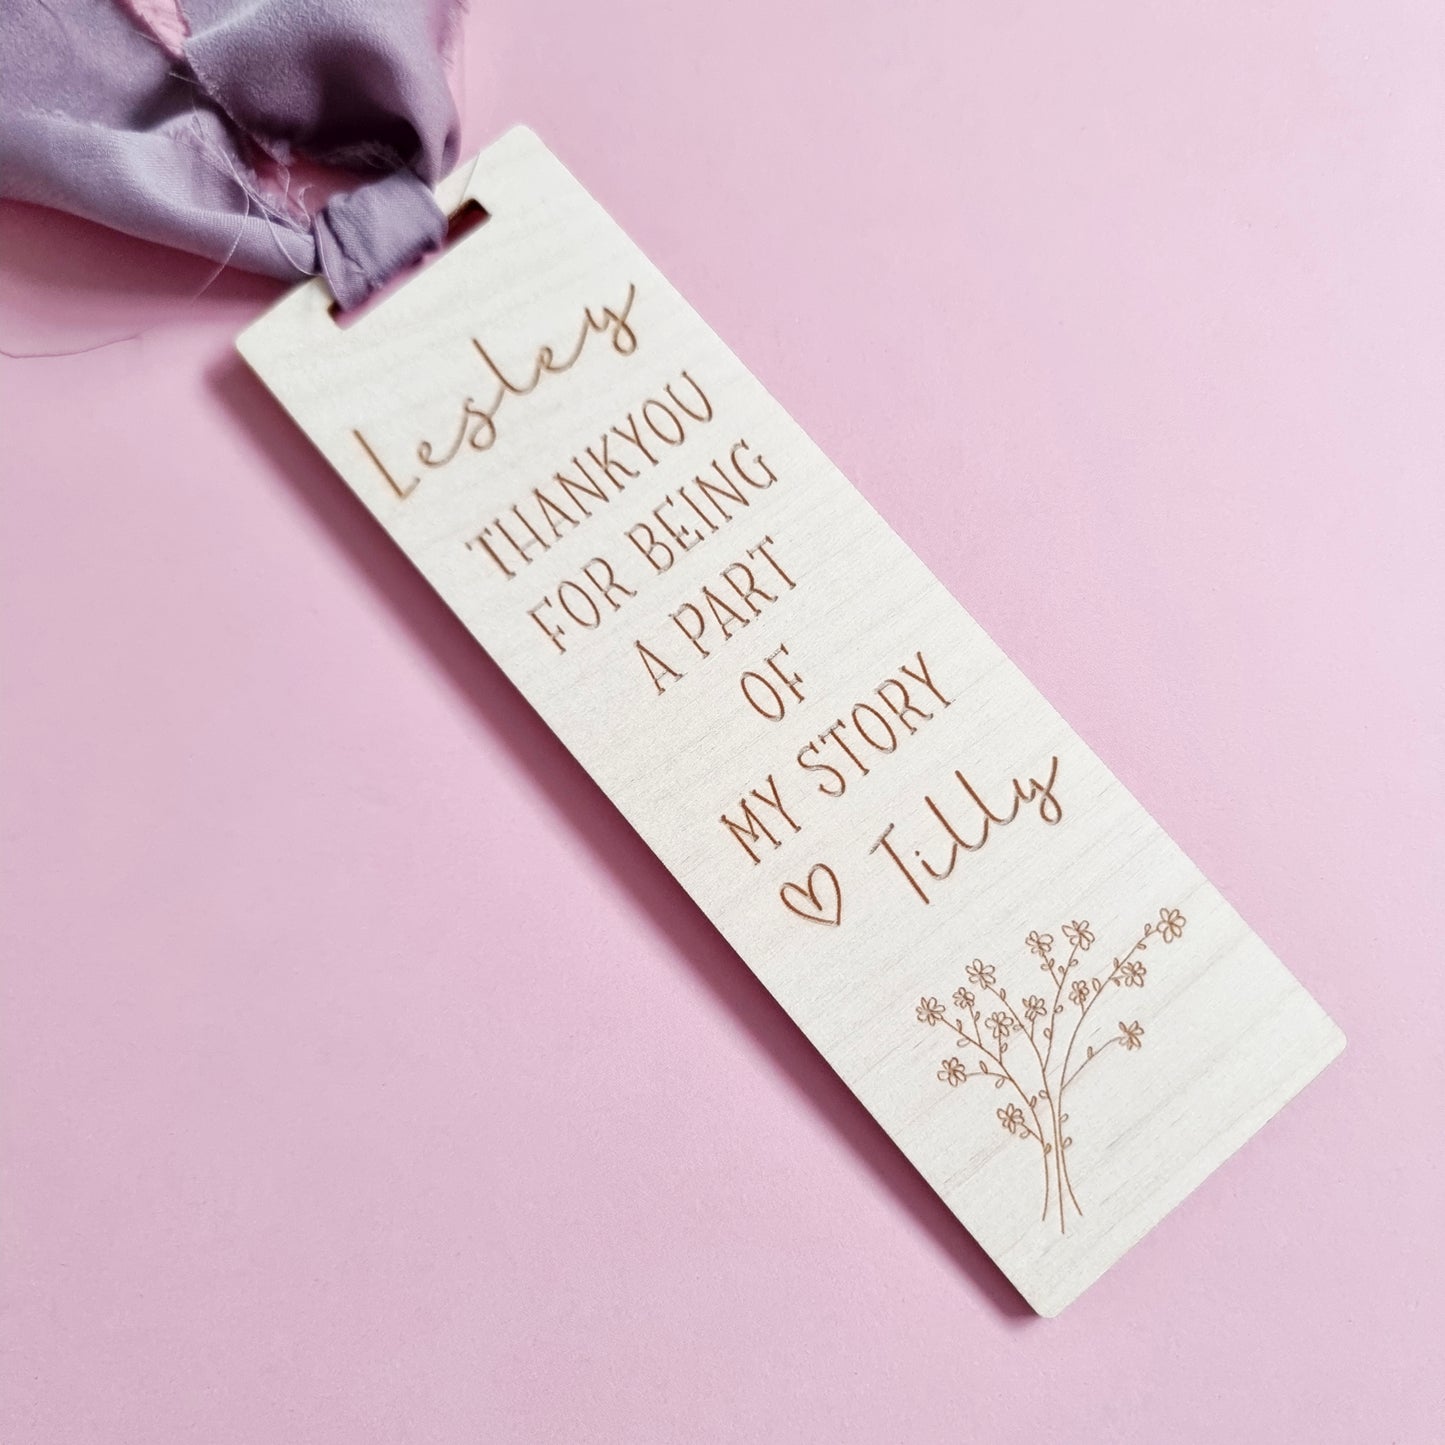 Lesley
THANKYOU
FOR BEING
A PART
OF
MY STORY
♡ Tilly